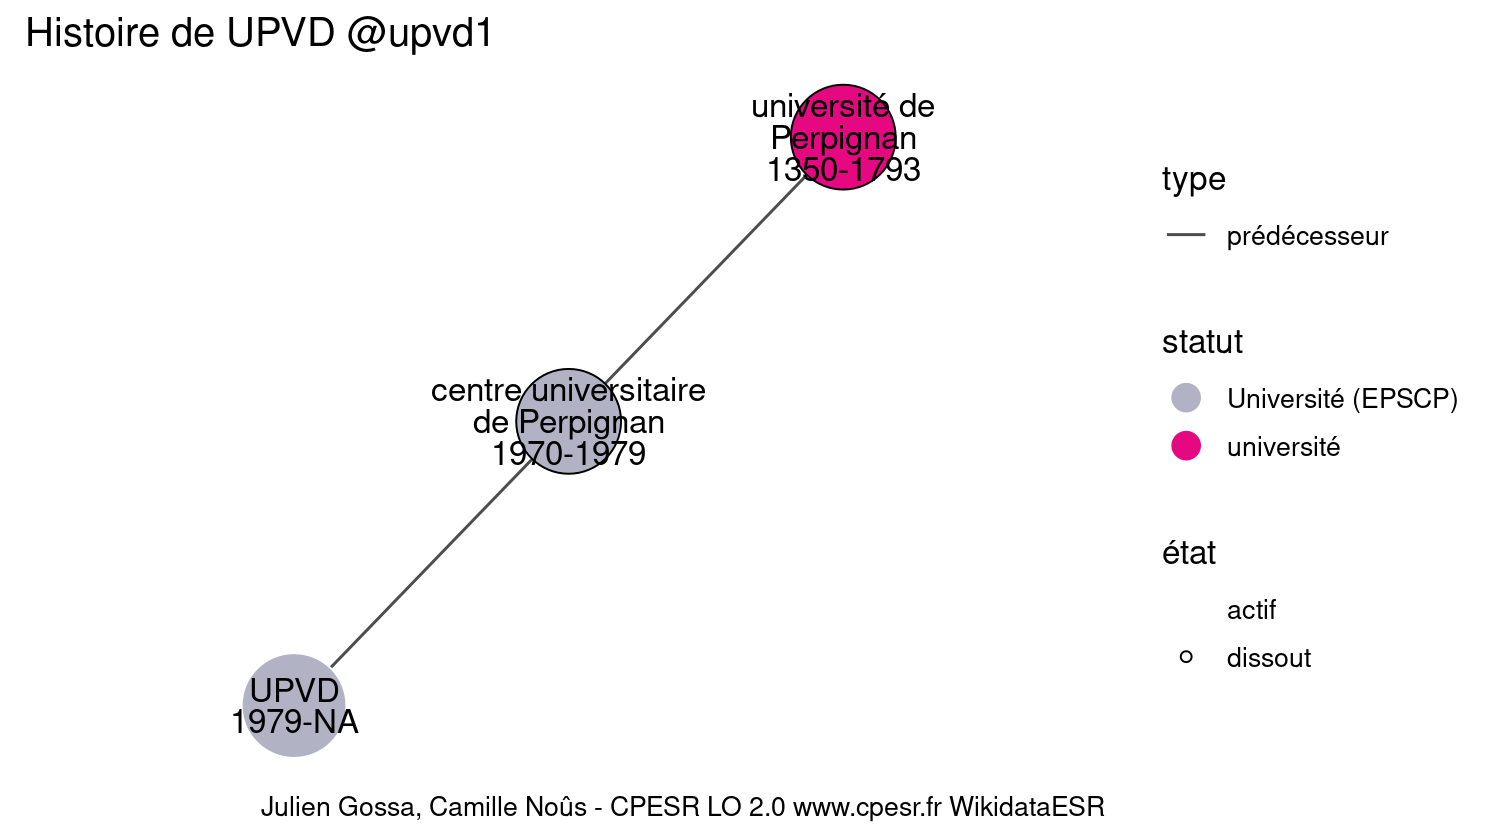 Histoire de UPVD @upvd1
université de
Perpignan
1350-1793
centre universitaire
de Perpignan
1970-1979
UPVD
1979-NA
type
prédécesseur
statut
Université (EPSCP)
université
état
actif
dissout
Julien Gossa, Camille Noûs - CPESR LO 2.0 www.cpesr.fr WikidataESR